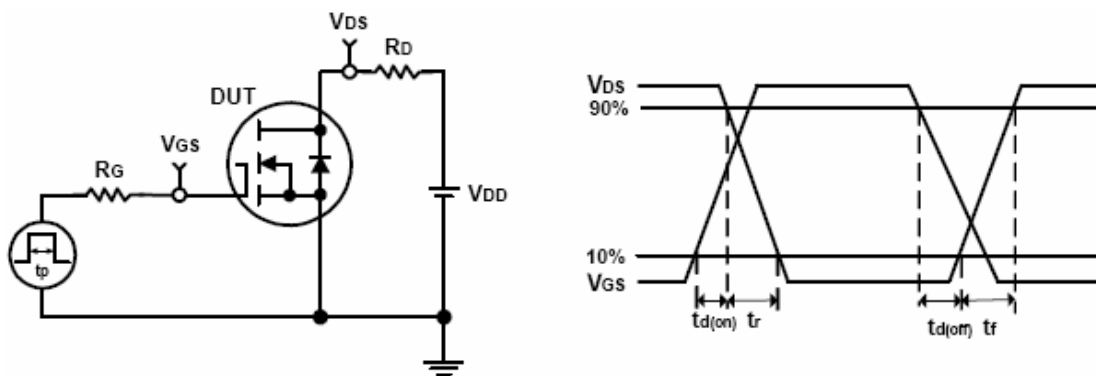 VDS
RD
DUT
VGS
RG
VDD
tp
VDS
90%
10%
VGS
td(on) tr
td(off) tf